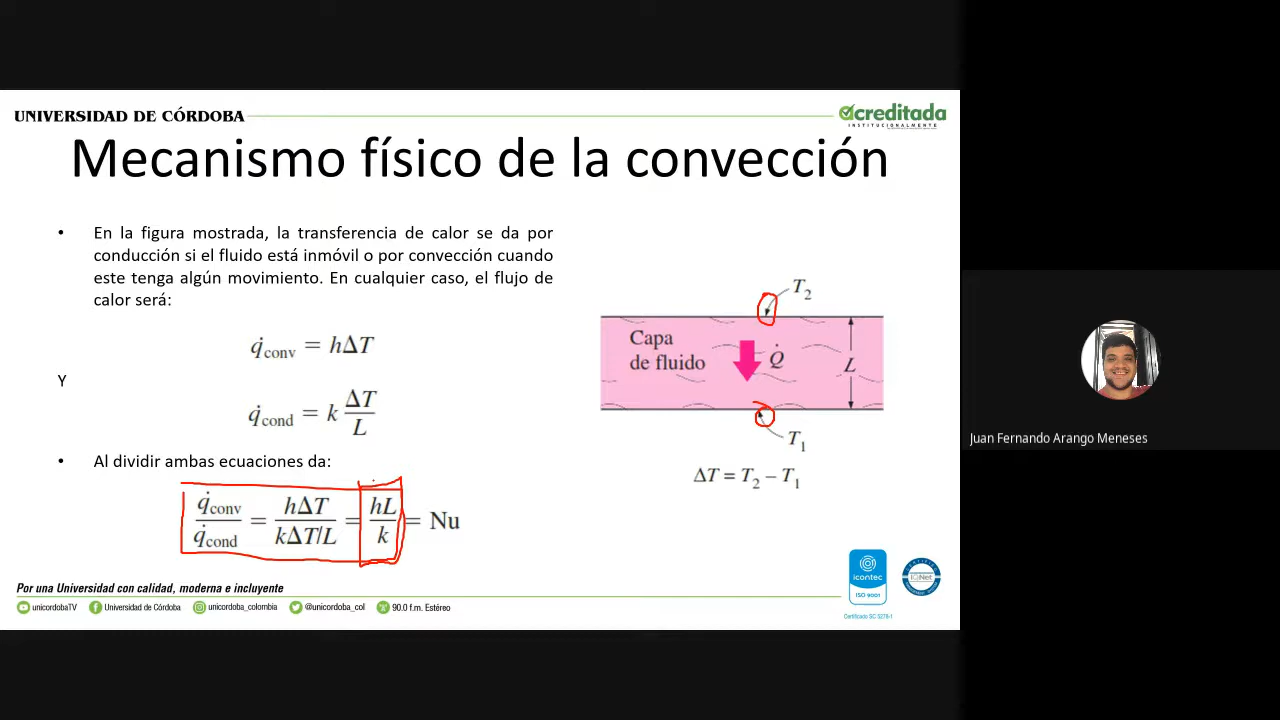 UNIVERSIDAD DE CÓRDOBA
acreditada
INSTITUCIONALMENTE
Mecanismo físico de la convección
• En la figura mostrada, la transferencia de calor se da por
conducción si el fluido está inmóvil o por convección cuando
este tenga algún movimiento. En cualquier caso, el flujo de
calor será:
q̇conv = hΔT
Y
q̇cond = k ΔT/L
• Al dividir ambas ecuaciones da:
q̇conv/q̇cond = hΔT/(kΔT/L) = hL/k = Nu
T₂
Capa
de fluido
Q̇
L
T₁
ΔT = T₂ – T₁
Juan Fernando Arango Meneses
Por una Universidad con calidad, moderna e incluyente
unicordobaTV
Universidad de Córdoba
unicordoba_colombia
@unicordoba_col
90.0 f.m. Estéreo
icontec
ISO 9001
IQNet
Certificado SC 5278-1